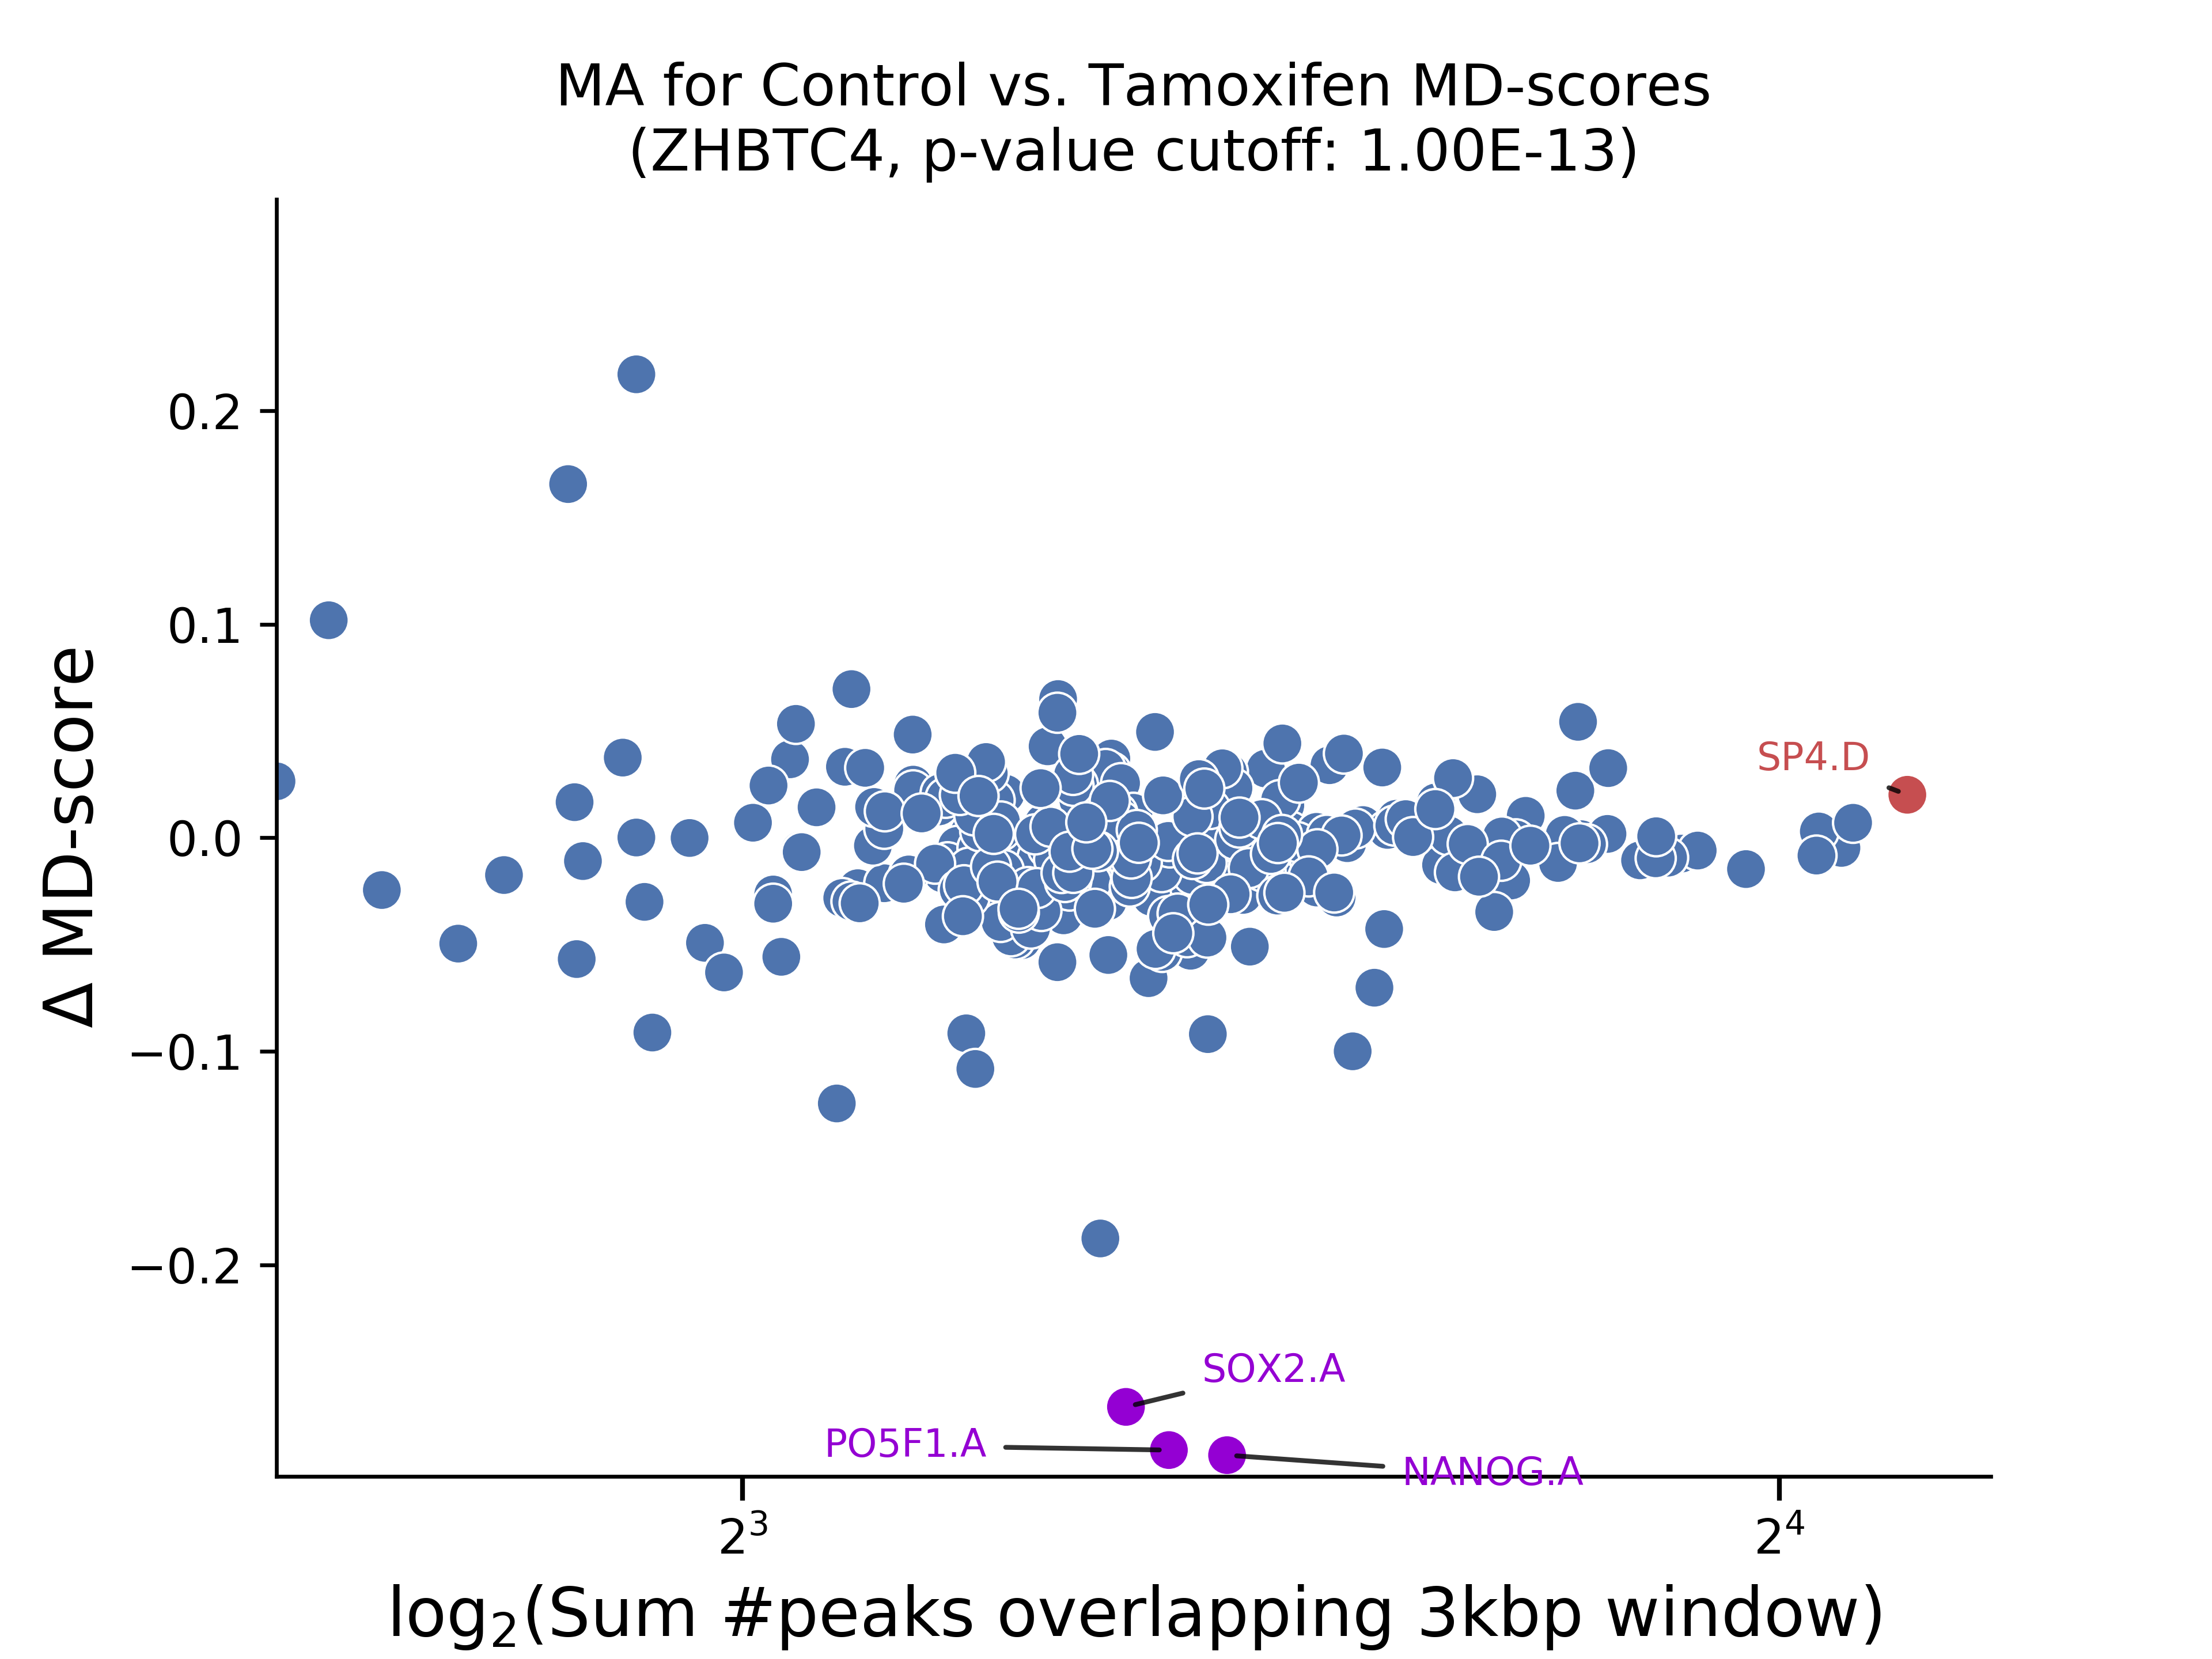 MA for Control vs. Tamoxifen MD-scores
(ZHBTC4, p-value cutoff: 1.00E-13)
Δ MD-score
0.2
0.1
0.0
−0.1
−0.2
SP4.D
SOX2.A
PO5F1.A
NANOG.A
2³
2⁴
log₂(Sum #peaks overlapping 3kbp window)